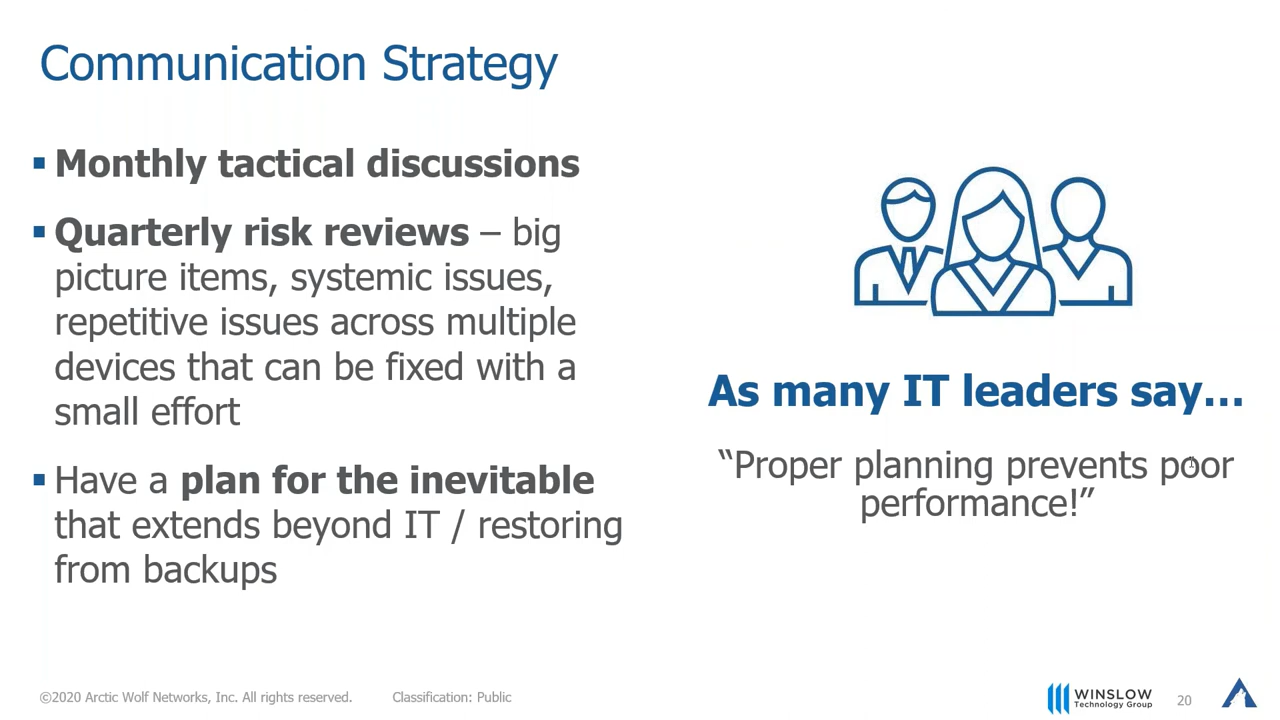 Communication Strategy
▪ Monthly tactical discussions
▪ Quarterly risk reviews – big
picture items, systemic issues,
repetitive issues across multiple
devices that can be fixed with a
small effort
▪ Have a plan for the inevitable
that extends beyond IT / restoring
from backups
As many IT leaders say…
“Proper planning prevents poor
performance!”
©2020 Arctic Wolf Networks, Inc. All rights reserved. Classification: Public
WINSLOW
Technology Group
20